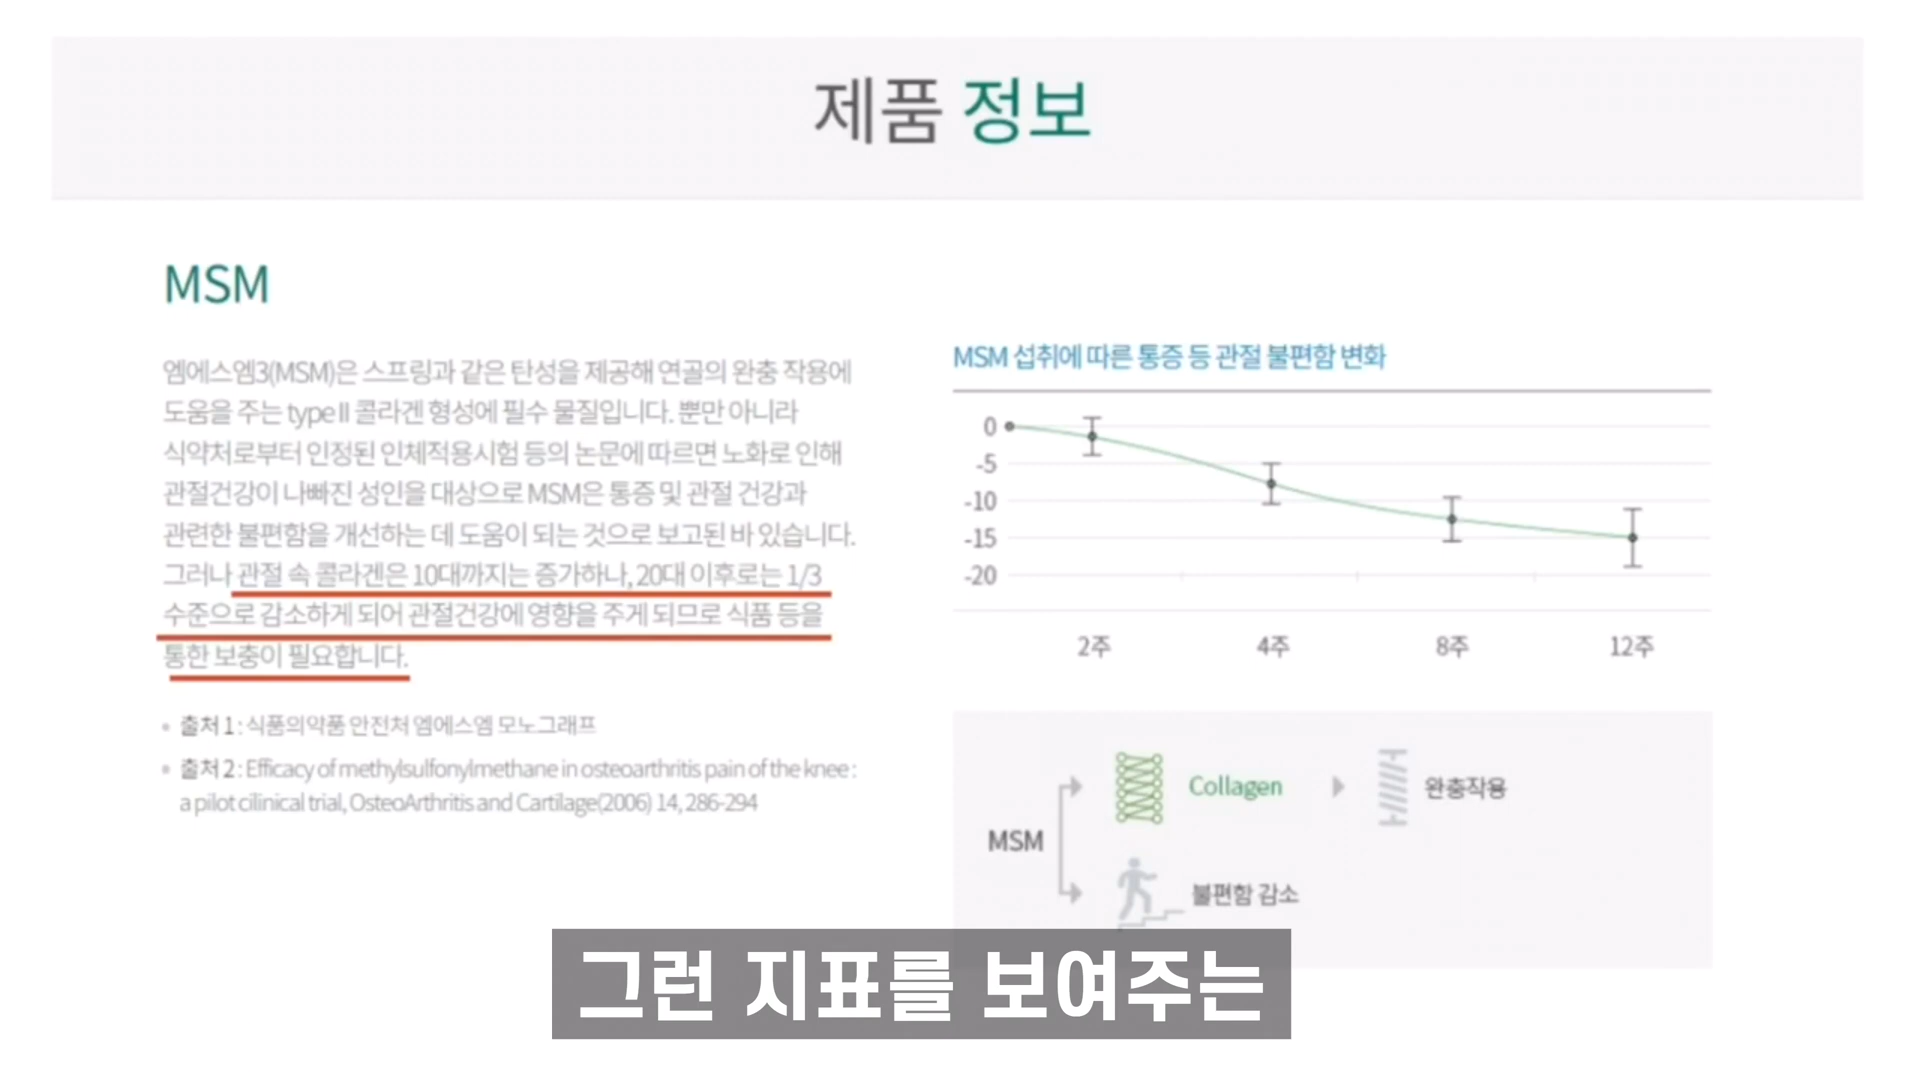 제품 정보
MSM
엠에스엠3(MSM)은 스프링과 같은 탄성을 제공해 연골의 완충 작용에
도움을 주는 type II 콜라겐 형성에 필수 물질입니다. 뿐만 아니라
식약처로부터 인정된 인체적용시험 등의 논문에 따르면 노화로 인해
관절건강이 나빠진 성인을 대상으로 MSM은 통증 및 관절 건강과
관련한 불편함을 개선하는 데 도움이 되는 것으로 보고된 바 있습니다.
그러나 관절 속 콜라겐은 10대까지는 증가하나, 20대 이후로는 1/3
수준으로 감소하게 되어 관절건강에 영향을 주게 되므로 식품 등을
통한 보충이 필요합니다.
출처 1 : 식품의약품 안전처 엠에스엠 모노그래프
출처 2 : Efficacy of methylsulfonylmethane in osteoarthritis pain of the knee :
a pilot cilinical trial, OsteoArthritis and Cartilage(2006) 14, 286-294
MSM 섭취에 따른 통증 등 관절 불편함 변화
0
-5
-10
-15
-20
2주 4주 8주 12주
Collagen 완충작용
MSM
불편함 감소
그런 지표를 보여주는